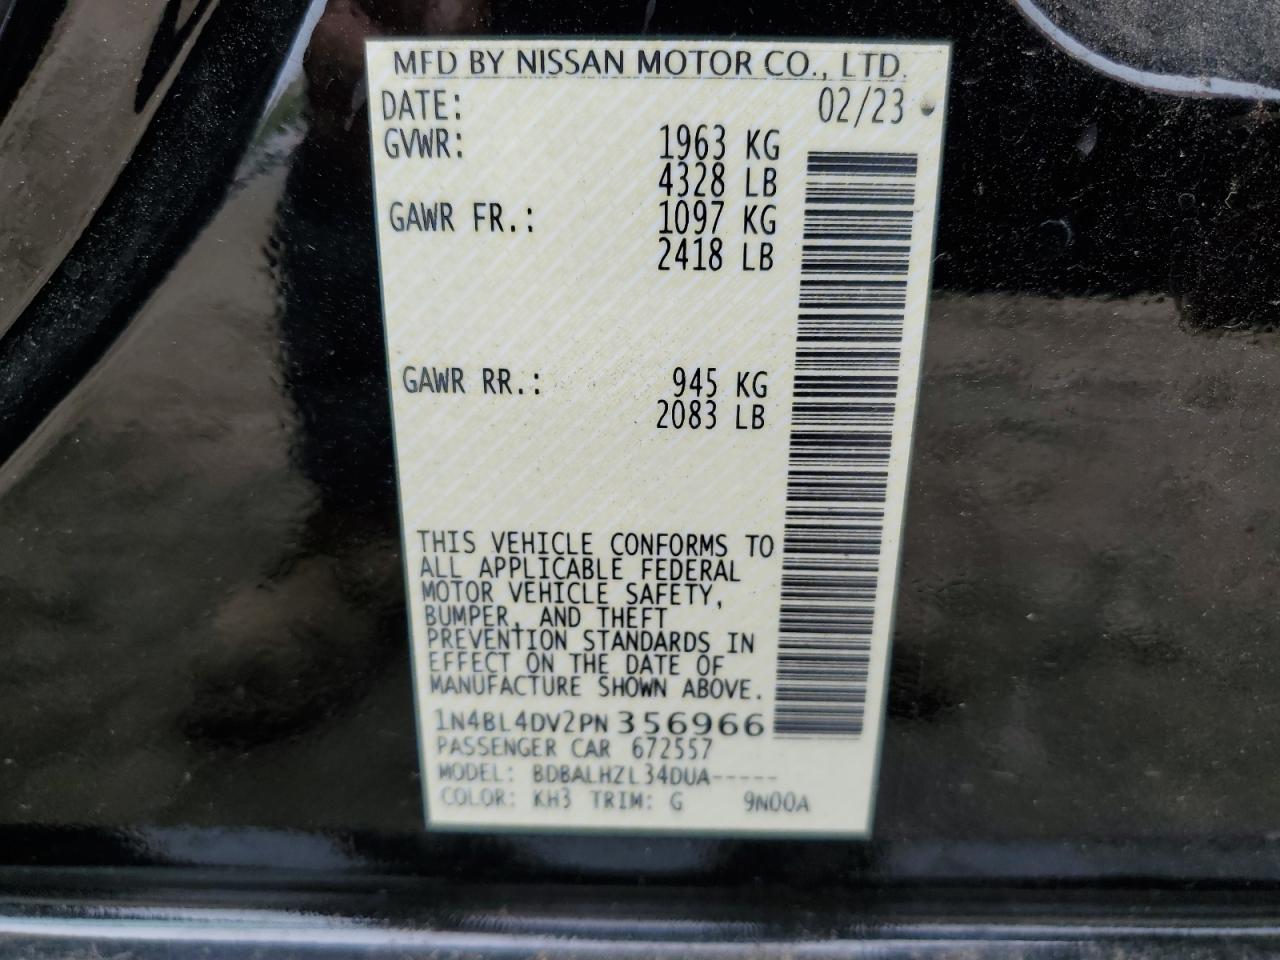 MFD BY NISSAN MOTOR CO., LTD.
DATE: 02/23
GVWR: 1963 KG
4328 LB
GAWR FR.: 1097 KG
2418 LB
GAWR RR.: 945 KG
2083 LB
THIS VEHICLE CONFORMS TO
ALL APPLICABLE FEDERAL
MOTOR VEHICLE SAFETY,
BUMPER, AND THEFT
PREVENTION STANDARDS IN
EFFECT ON THE DATE OF
MANUFACTURE SHOWN ABOVE.
1N4BL4DV2PN356966
PASSENGER CAR 672557
MODEL: BDBALHZL34DUA-----
COLOR: KH3 TRIM: G 9N00A